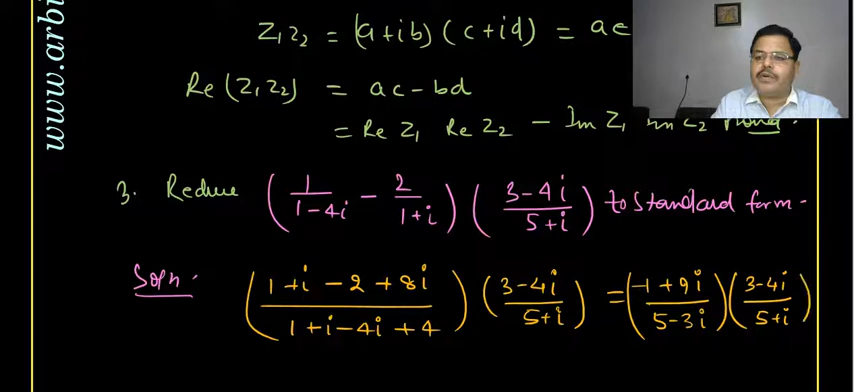 www.arbi
Z₁Z₂ = (a+ib) (c+id) = ac
Re(Z₁Z₂) = ac - bd
= Re Z₁ Re Z₂ - Im Z₁ Im Z₂
3. Reduce (1/(1-4i) - 2/(1+i)) ((3-4i)/(5+i)) to standard form.
Soln. ((1+i-2+8i)/(1+i-4i+4)) ((3-4i)/(5+i)) = ((-1+9i)/(5-3i)) ((3-4i)/(5+i))